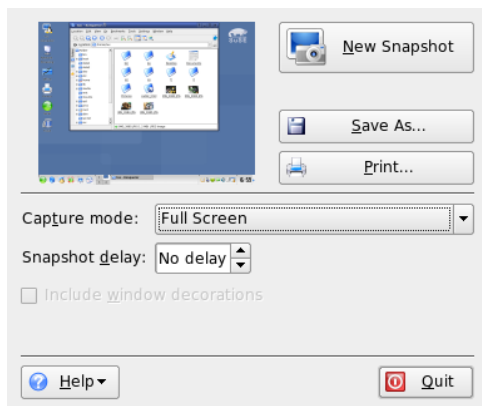 New Snapshot
Save As...
Print...
Capture mode: Full Screen
Snapshot delay: No delay
Include window decorations
Help
Quit